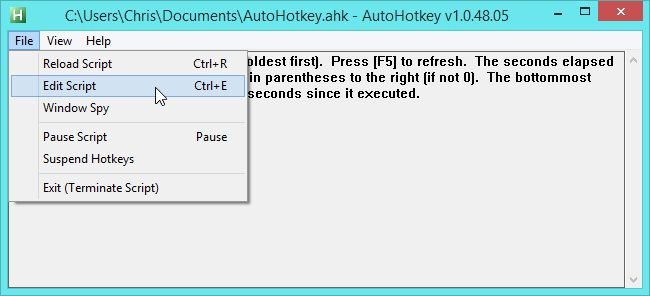 C:\Users\Chris\Documents\AutoHotkey.ahk - AutoHotkey v1.0.48.05
File View Help
oldest first).  Press [F5] to refresh.  The seconds elapsed
in parentheses to the right (if not 0).  The bottommost
seconds since it executed.
Reload Script Ctrl+R
Edit Script Ctrl+E
Window Spy
Pause Script Pause
Suspend Hotkeys
Exit (Terminate Script)